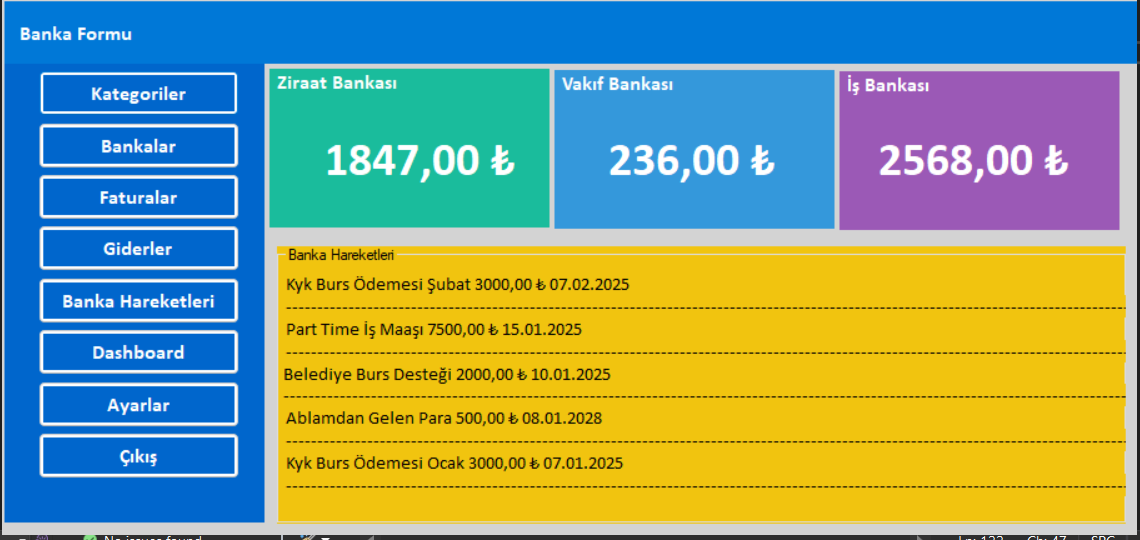 Banka Formu
Kategoriler
Bankalar
Faturalar
Giderler
Banka Hareketleri
Dashboard
Ayarlar
Çıkış
Ziraat Bankası
1847,00 ₺
Vakıf Bankası
236,00 ₺
İş Bankası
2568,00 ₺
Banka Hareketleri
Kyk Burs Ödemesi Şubat 3000,00 ₺ 07.02.2025
Part Time İş Maaşı 7500,00 ₺ 15.01.2025
Belediye Burs Desteği 2000,00 ₺ 10.01.2025
Ablamdan Gelen Para 500,00 ₺ 08.01.2028
Kyk Burs Ödemesi Ocak 3000,00 ₺ 07.01.2025
No issues found